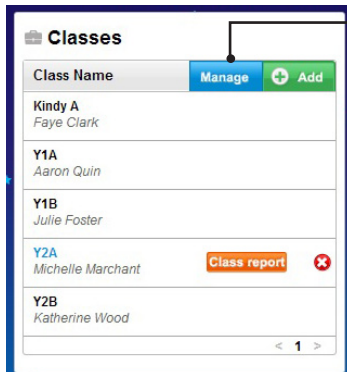 Classes
Class Name Manage Add
Kindy A
Faye Clark
Y1A
Aaron Quin
Y1B
Julie Foster
Y2A
Michelle Marchant Class report
Y2B
Katherine Wood
< 1 >